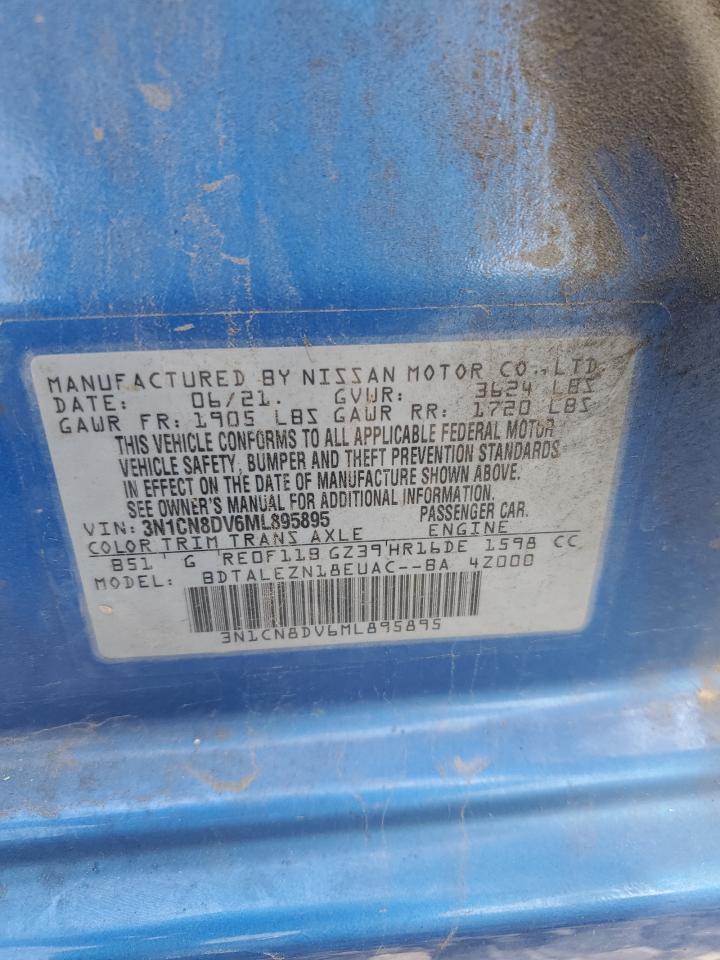 MANUFACTURED BY NISSAN MOTOR CO., LTD.
DATE: 06/21. GVWR: 3624 LBS
GAWR FR: 1905 LBS GAWR RR: 1720 LBS
THIS VEHICLE CONFORMS TO ALL APPLICABLE FEDERAL MOTOR
VEHICLE SAFETY, BUMPER AND THEFT PREVENTION STANDARDS
IN EFFECT ON THE DATE OF MANUFACTURE SHOWN ABOVE.
SEE OWNER'S MANUAL FOR ADDITIONAL INFORMATION.
VIN: 3N1CN8DV6ML895895 PASSENGER CAR.
COLOR TRIM TRANS AXLE ENGINE
B51 G RE0F11B GZ39 HR16DE 1598 CC
MODEL: BDTALEZN18EUAC--BA 4Z000
3N1CN8DV6ML895895